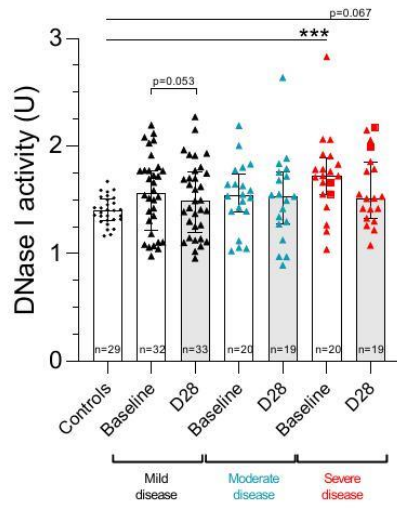 p=0.067
***
p=0.053
DNase I activity (U)
3
2
1
0
n=29 n=32 n=33 n=20 n=19 n=20 n=19
Controls Baseline D28 Baseline D28 Baseline D28
Mild disease
Moderate disease
Severe disease